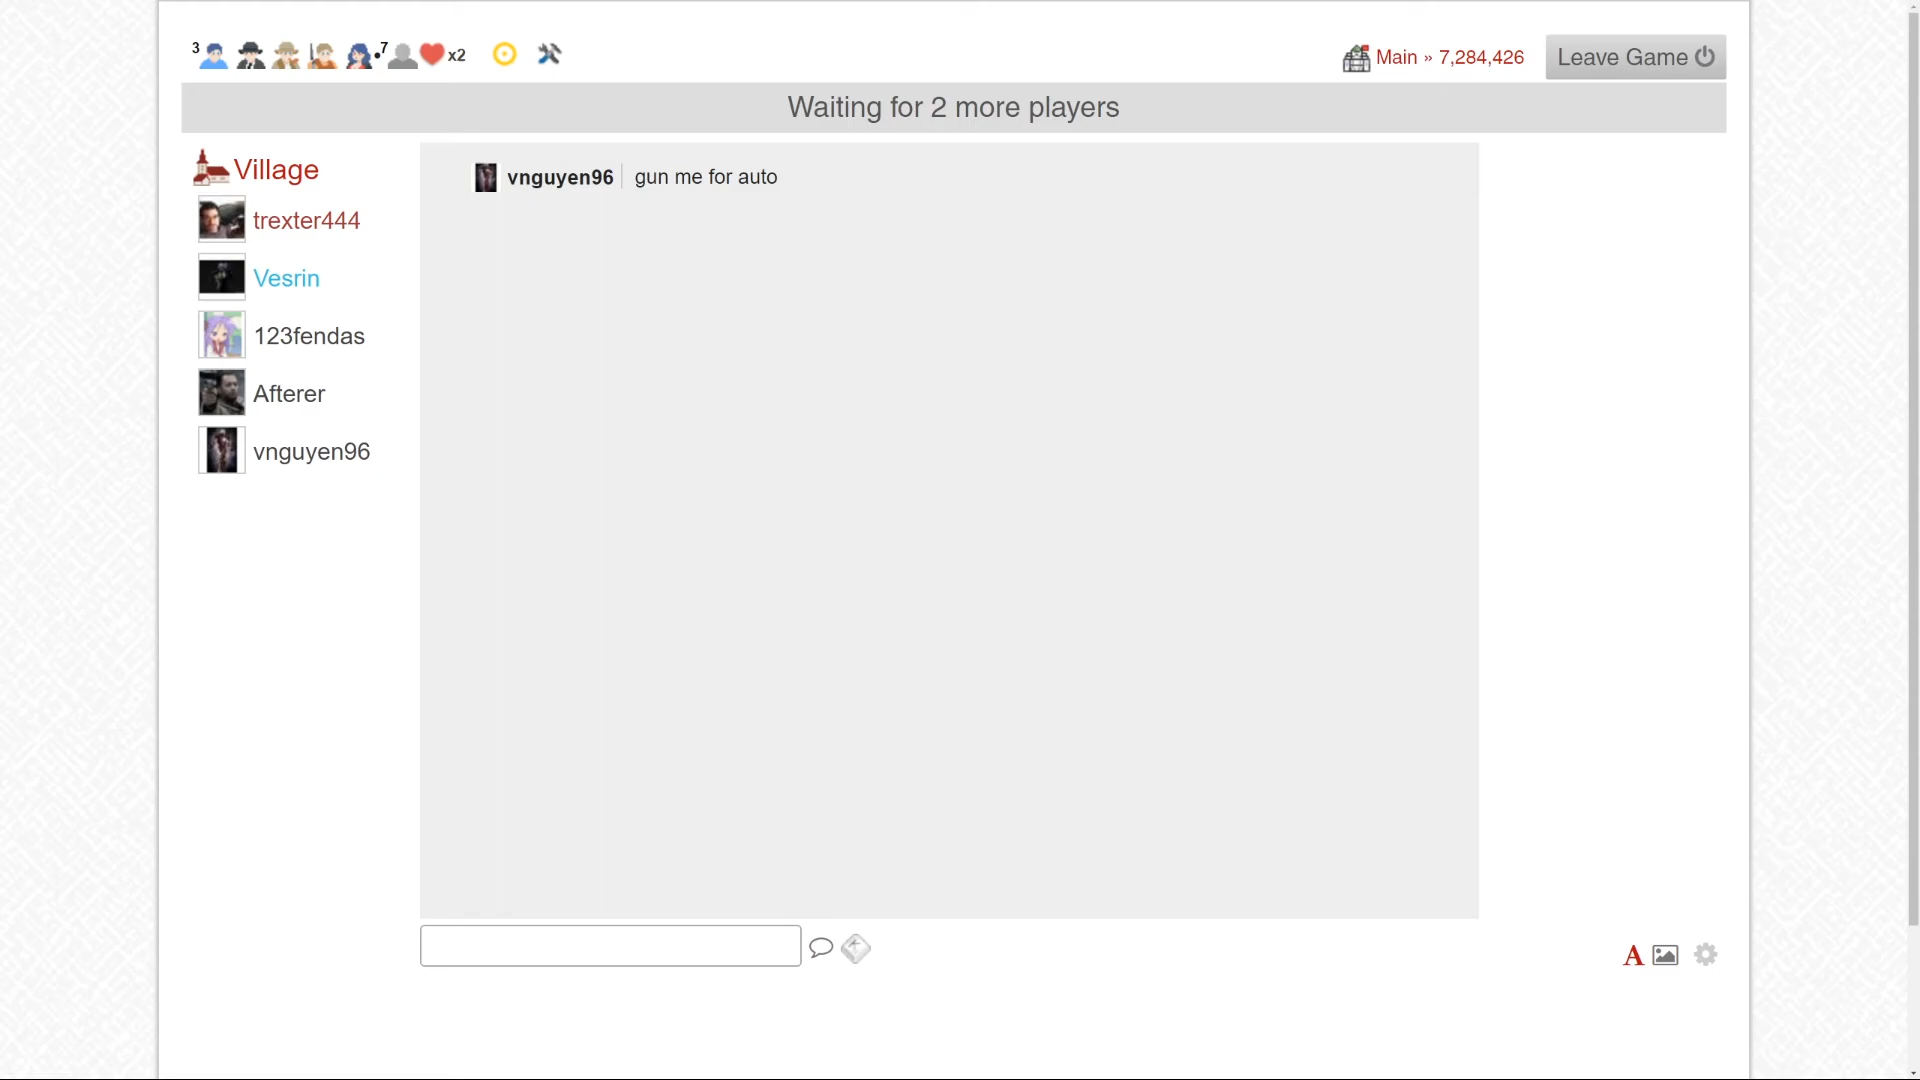 3
7
x2
Main » 7,284,426
Leave Game
Waiting for 2 more players
Village
trexter444
Vesrin
123fendas
Afterer
vnguyen96
vnguyen96 gun me for auto
A